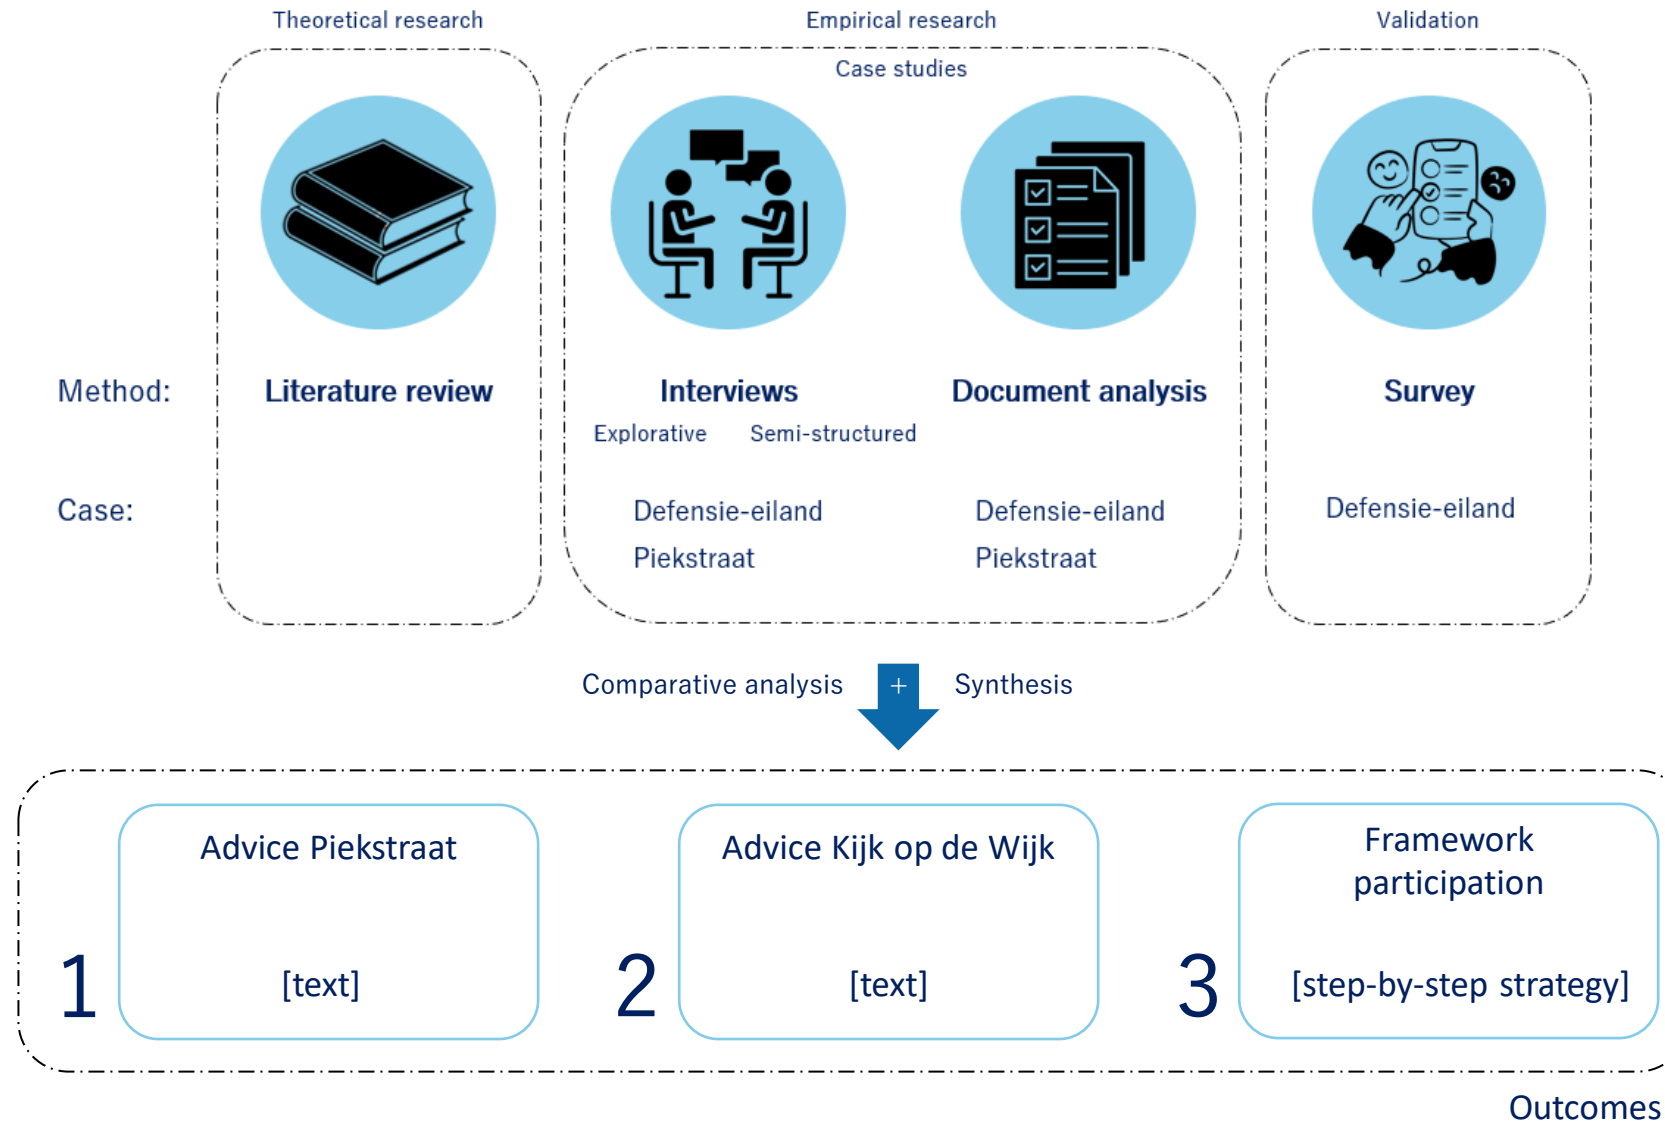 Theoretical research
Empirical research
Validation
Case studies
Method:
Literature review
Interviews
Document analysis
Survey
Explorative
Semi-structured
Case:
Defensie-eiland
Defensie-eiland
Defensie-eiland
Piekstraat
Piekstraat
Comparative analysis
+
Synthesis
1
Advice Piekstraat
[text]
2
Advice Kijk op de Wijk
[text]
3
Framework
participation
[step-by-step strategy]
Outcomes